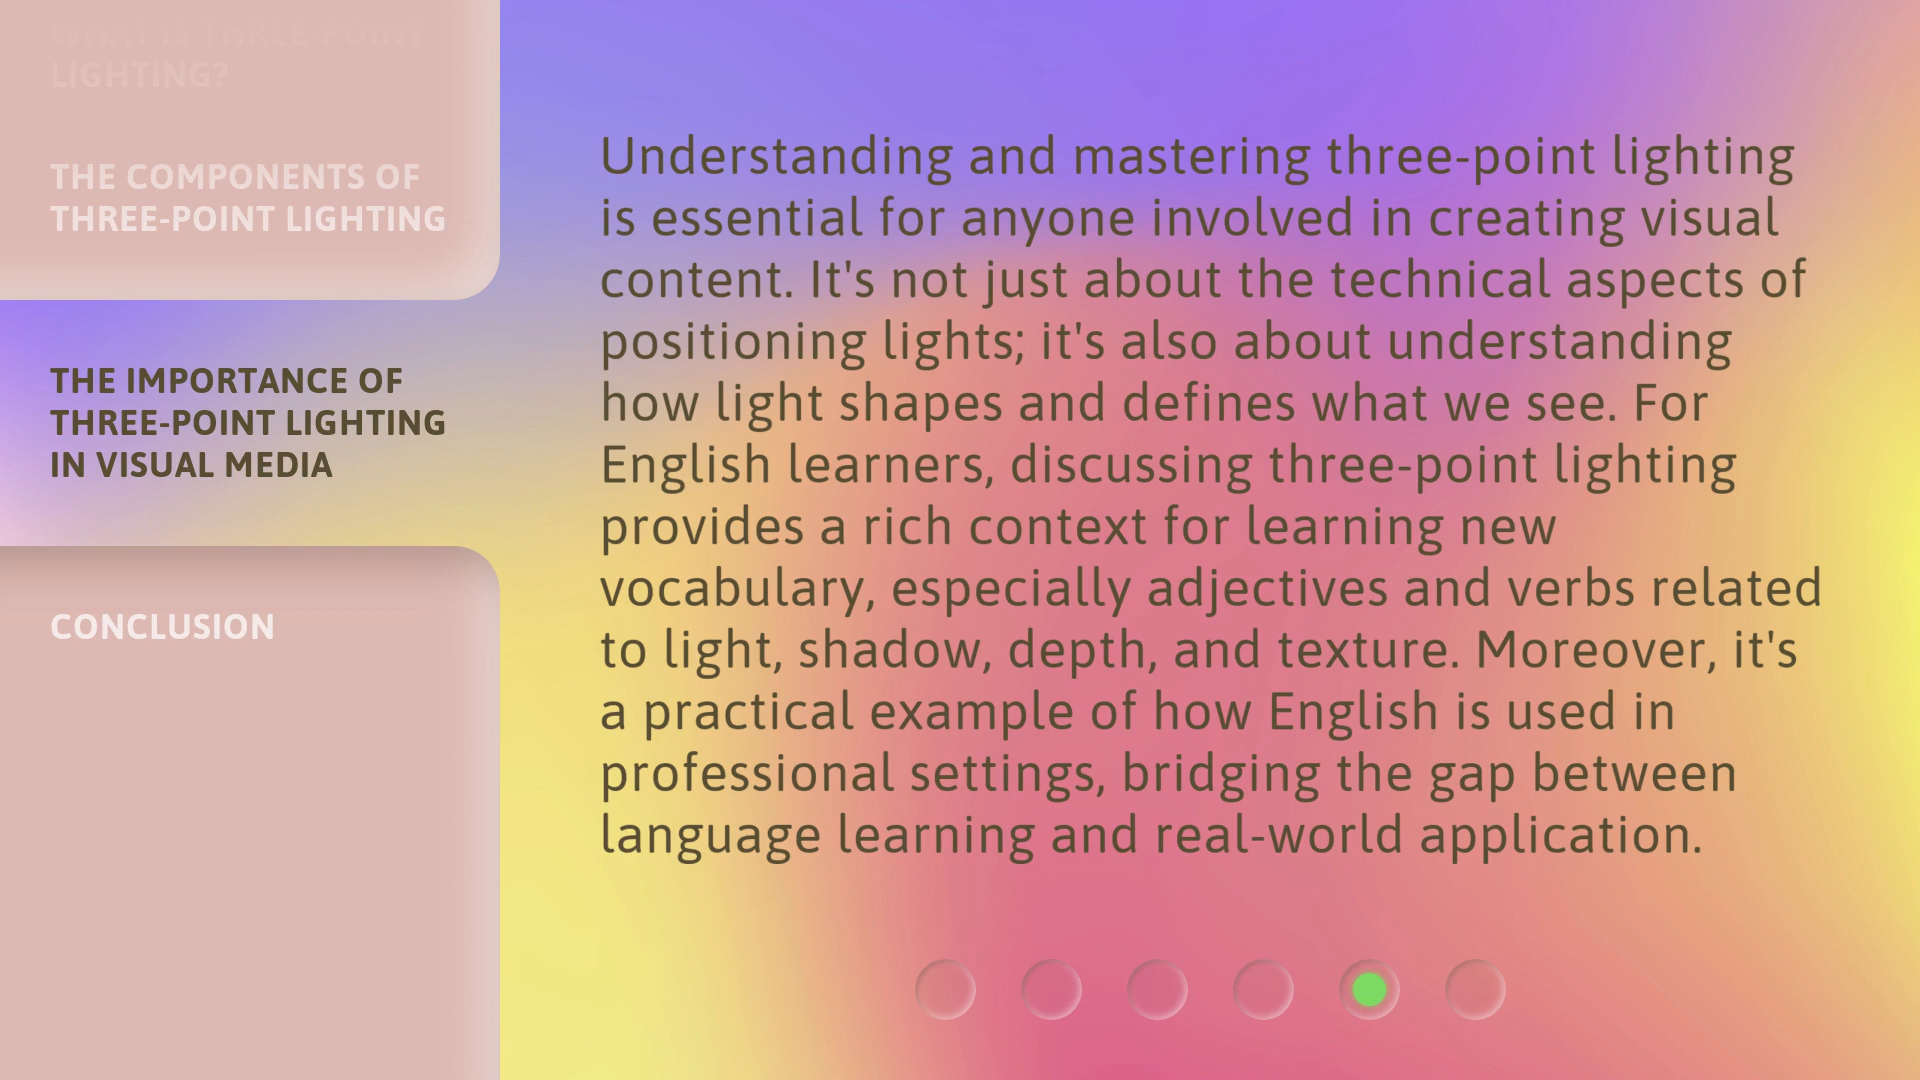 WHAT IS THREE-POINT
LIGHTING?
THE COMPONENTS OF
THREE-POINT LIGHTING
THE IMPORTANCE OF
THREE-POINT LIGHTING
IN VISUAL MEDIA
CONCLUSION
Understanding and mastering three-point lighting
is essential for anyone involved in creating visual
content. It's not just about the technical aspects of
positioning lights; it's also about understanding
how light shapes and defines what we see. For
English learners, discussing three-point lighting
provides a rich context for learning new
vocabulary, especially adjectives and verbs related
to light, shadow, depth, and texture. Moreover, it's
a practical example of how English is used in
professional settings, bridging the gap between
language learning and real-world application.